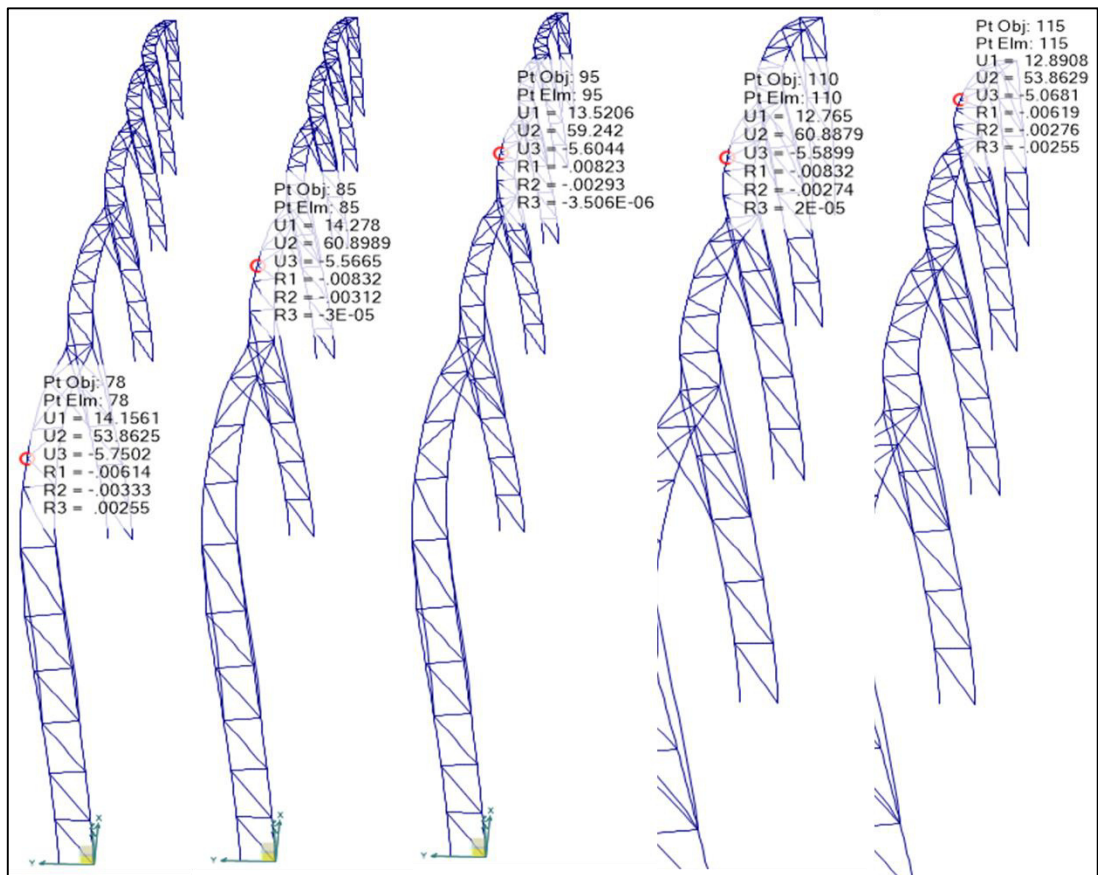 Pt Obj: 78
Pt Elm: 78
U1 = 14.1561
U2 = 53.8625
U3 = -5.7502
R1 = -.00614
R2 = -.00333
R3 = .00255
Pt Obj: 85
Pt Elm: 85
U1 = 14.278
U2 = 60.8989
U3 = -5.5665
R1 = -.00832
R2 = -.00312
R3 = -3E-05
Pt Obj: 95
Pt Elm: 95
U1 = 13.5206
U2 = 59.242
U3 = -5.6044
R1 = -.00823
R2 = -.00293
R3 = -3.506E-06
Pt Obj: 110
Pt Elm: 110
U1 = 12.765
U2 = 60.8879
U3 = -5.5899
R1 = -.00832
R2 = -.00274
R3 = 2E-05
Pt Obj: 115
Pt Elm: 115
U1 = 12.8908
U2 = 53.8629
U3 = -5.0681
R1 = -.00619
R2 = -.00276
R3 = .00255
Y
X
Y
X
Y
X